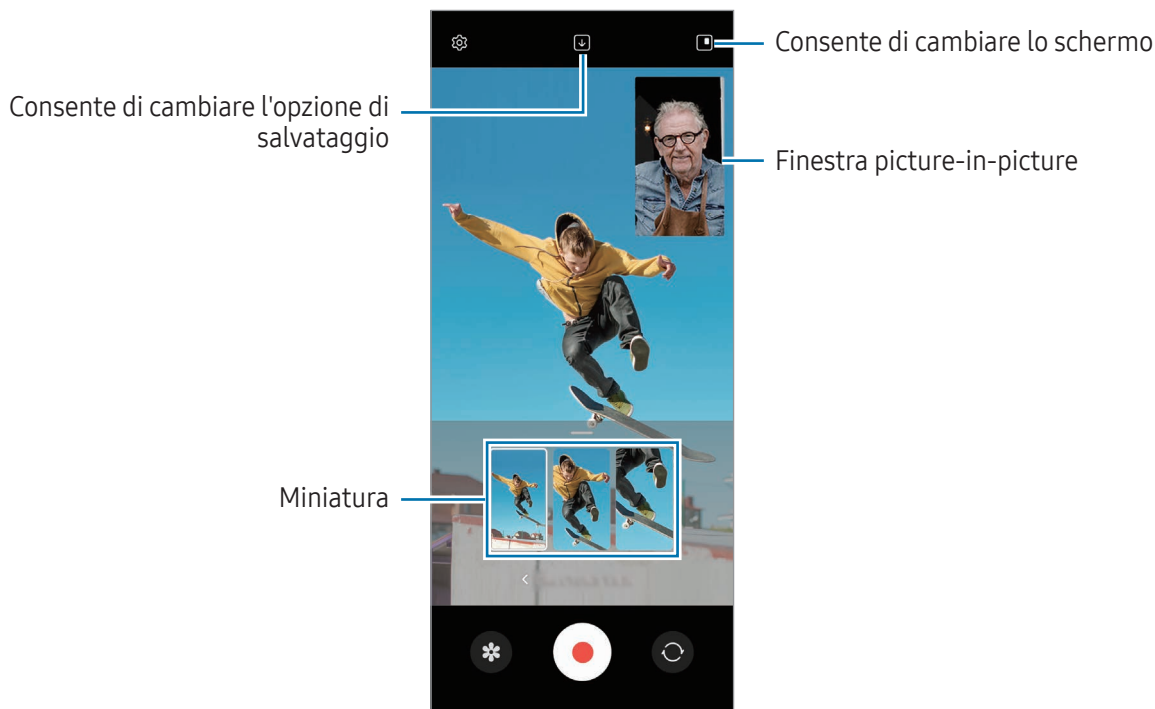 Consente di cambiare lo schermo
Consente di cambiare l'opzione di
salvataggio
Finestra picture-in-picture
Miniatura